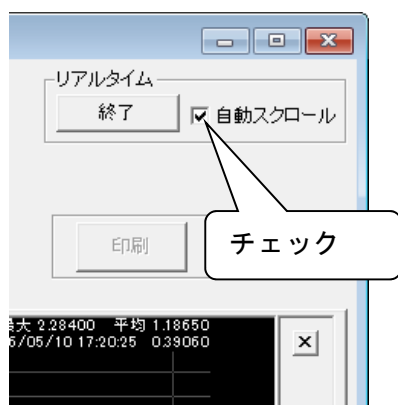 リアルタイム
終了
自動スクロール
印刷
チェック
大 2.28400 平均 1.18650
5/05/10 17:20:25 0.39060